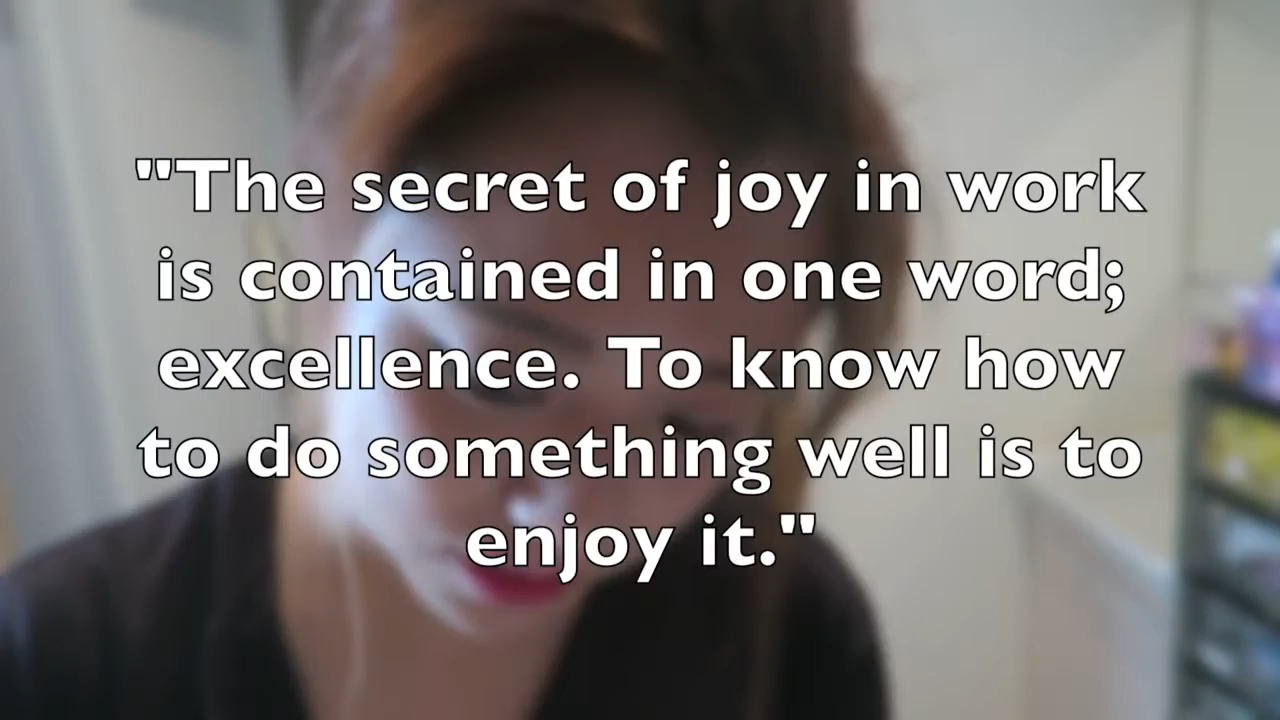 "The secret of joy in work
is contained in one word;
excellence. To know how
to do something well is to
enjoy it."